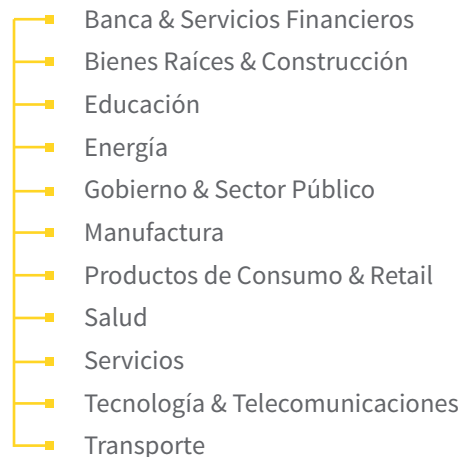 Banca & Servicios Financieros
Bienes Raíces & Construcción
Educación
Energía
Gobierno & Sector Público
Manufactura
Productos de Consumo & Retail
Salud
Servicios
Tecnología & Telecomunicaciones
Transporte